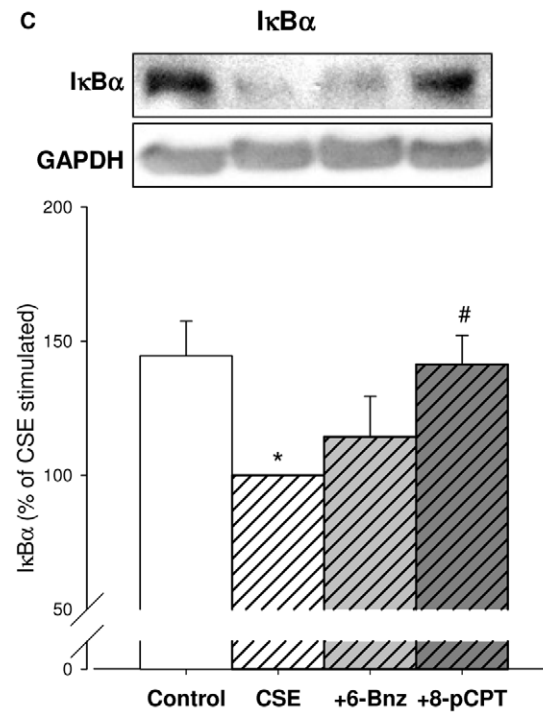 C
IκBα
IκBα
GAPDH
200
150
100
50
0
IκBα (% of CSE stimulated)
*
#
Control CSE +6-Bnz +8-pCPT